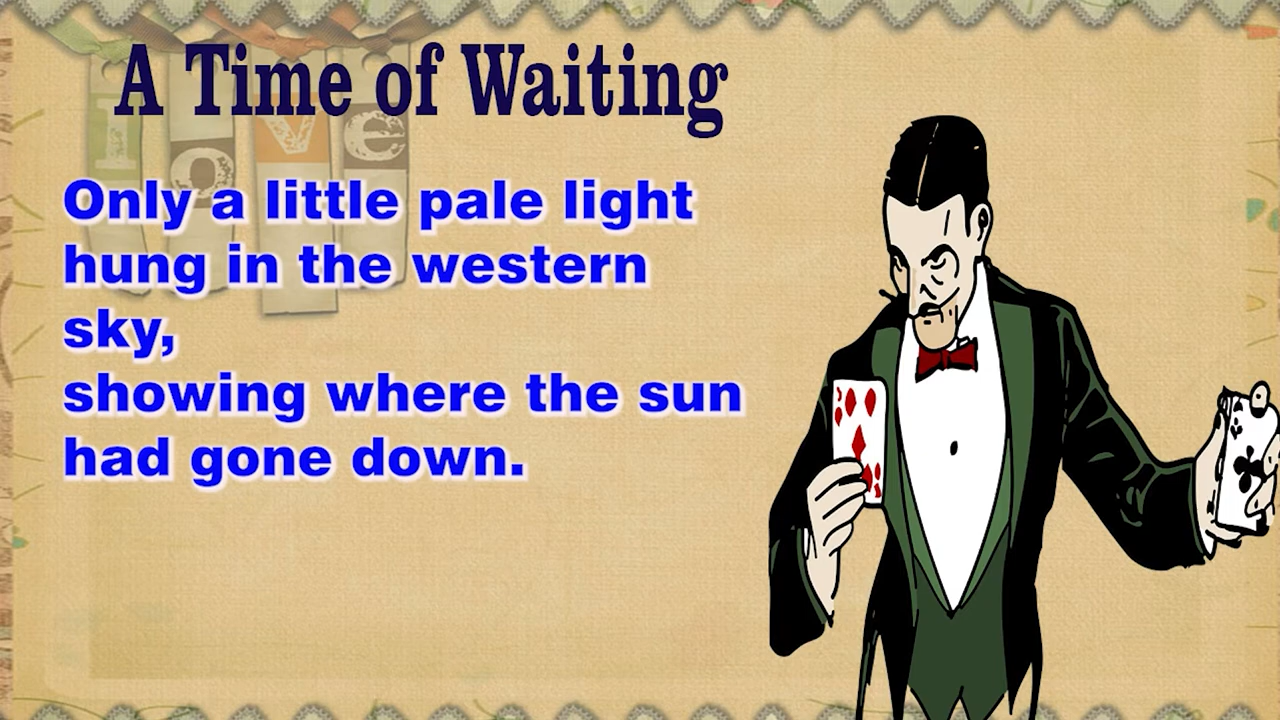 A Time of Waiting
love
Only a little pale light
hung in the western
sky,
showing where the sun
had gone down.